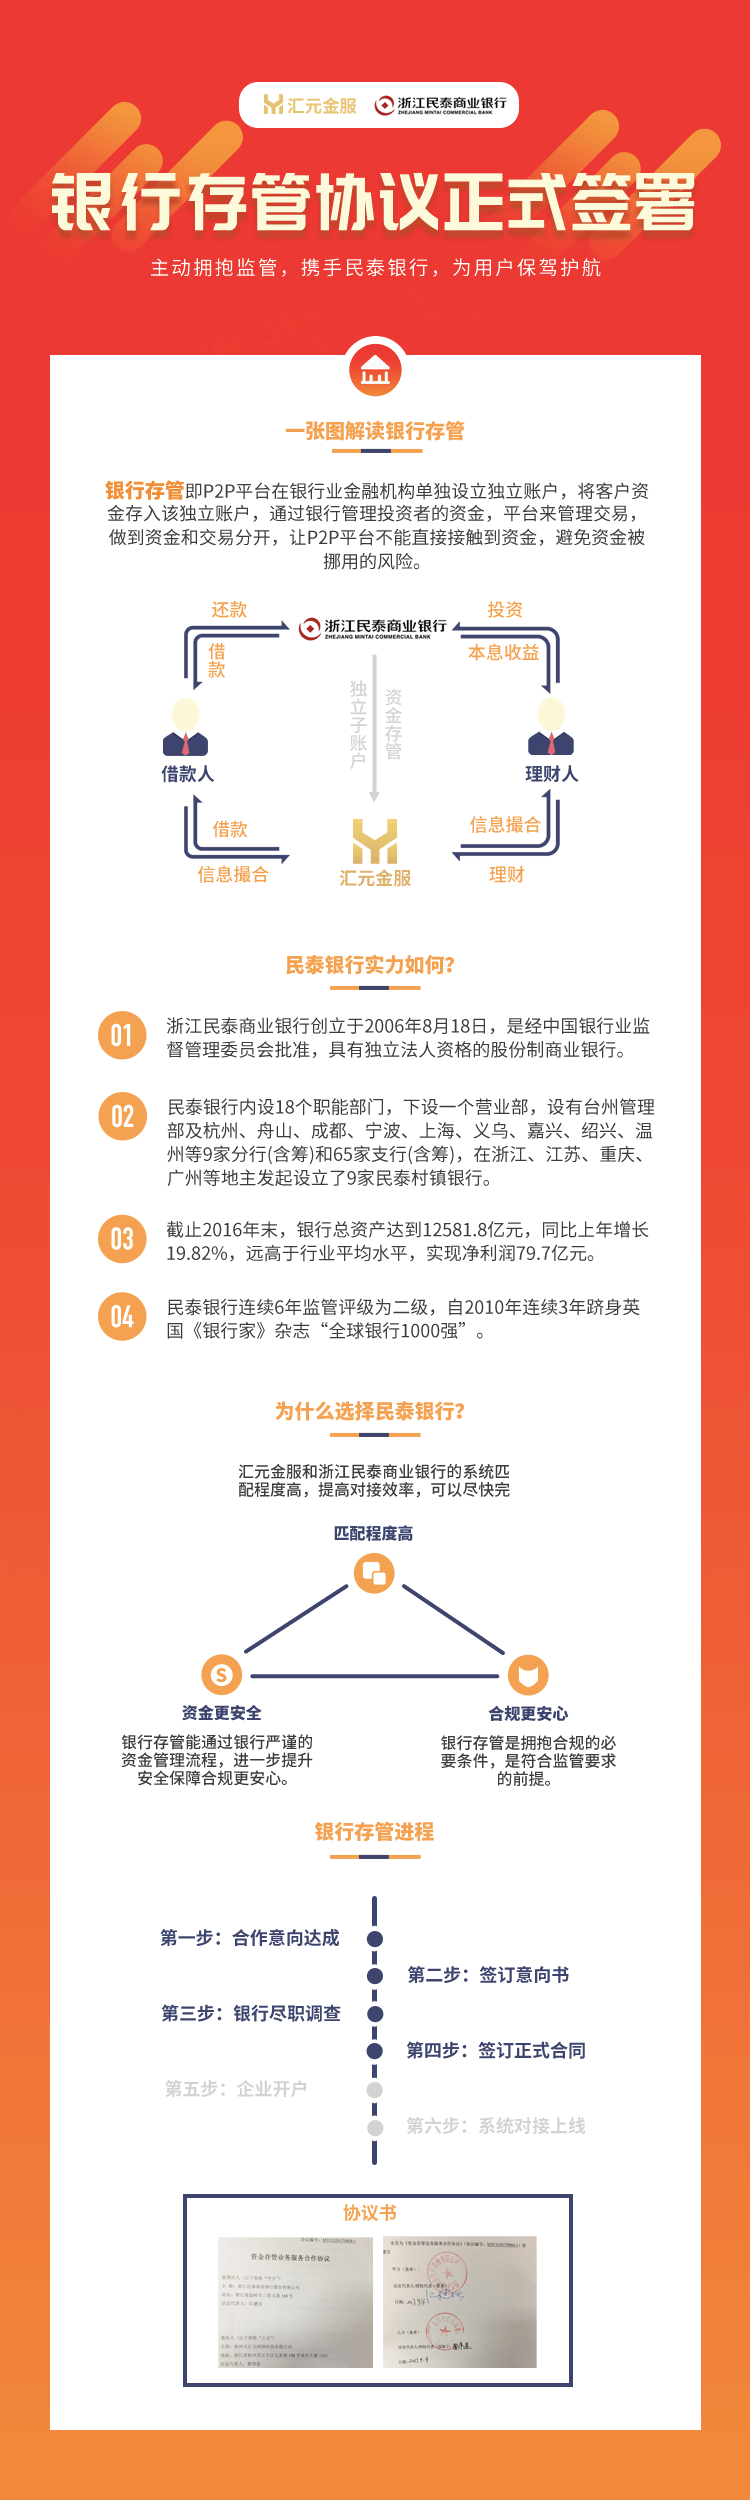 汇元金服
浙江民泰商业银行
ZHEJIANG MINTAI COMMERCIAL BANK
银行存管协议正式签署
主动拥抱监管，携手民泰银行，为用户保驾护航
一张图解读银行存管
银行存管即P2P平台在银行业金融机构单独设立独立账户，将客户资
金存入该独立账户，通过银行管理投资者的资金，平台来管理交易，
做到资金和交易分开，让P2P平台不能直接接触到资金，避免资金被
挪用的风险。
还款
浙江民泰商业银行
ZHEJIANG MINTAI COMMERCIAL BANK
投资
借款
本息收益
独立子账户
资金存管
借款人
理财人
借款
信息撮合
信息撮合
理财
汇元金服
民泰银行实力如何?
01
浙江民泰商业银行创立于2006年8月18日，是经中国银行业监
督管理委员会批准，具有独立法人资格的股份制商业银行。
02
民泰银行内设18个职能部门，下设一个营业部，设有台州管理
部及杭州、舟山、成都、宁波、上海、义乌、嘉兴、绍兴、温
州等9家分行(含筹)和65家支行(含筹)，在浙江、江苏、重庆、
广州等地主发起设立了9家民泰村镇银行。
03
截止2016年末，银行总资产达到12581.8亿元，同比上年增长
19.82%，远高于行业平均水平，实现净利润79.7亿元。
04
民泰银行连续6年监管评级为二级，自2010年连续3年跻身英
国《银行家》杂志“全球银行1000强”。
为什么选择民泰银行?
汇元金服和浙江民泰商业银行的系统匹
配程度高，提高对接效率，可以尽快完
匹配程度高
资金更安全
银行存管能通过银行严谨的
资金管理流程，进一步提升
安全保障合规更安心。
合规更安心
银行存管是拥抱合规的必
要条件，是符合监管要求
的前提。
银行存管进程
第一步：合作意向达成
第二步：签订意向书
第三步：银行尽职调查
第四步：签订正式合同
第五步：企业开户
第六步：系统对接上线
协议书
资金存管业务服务合作协议